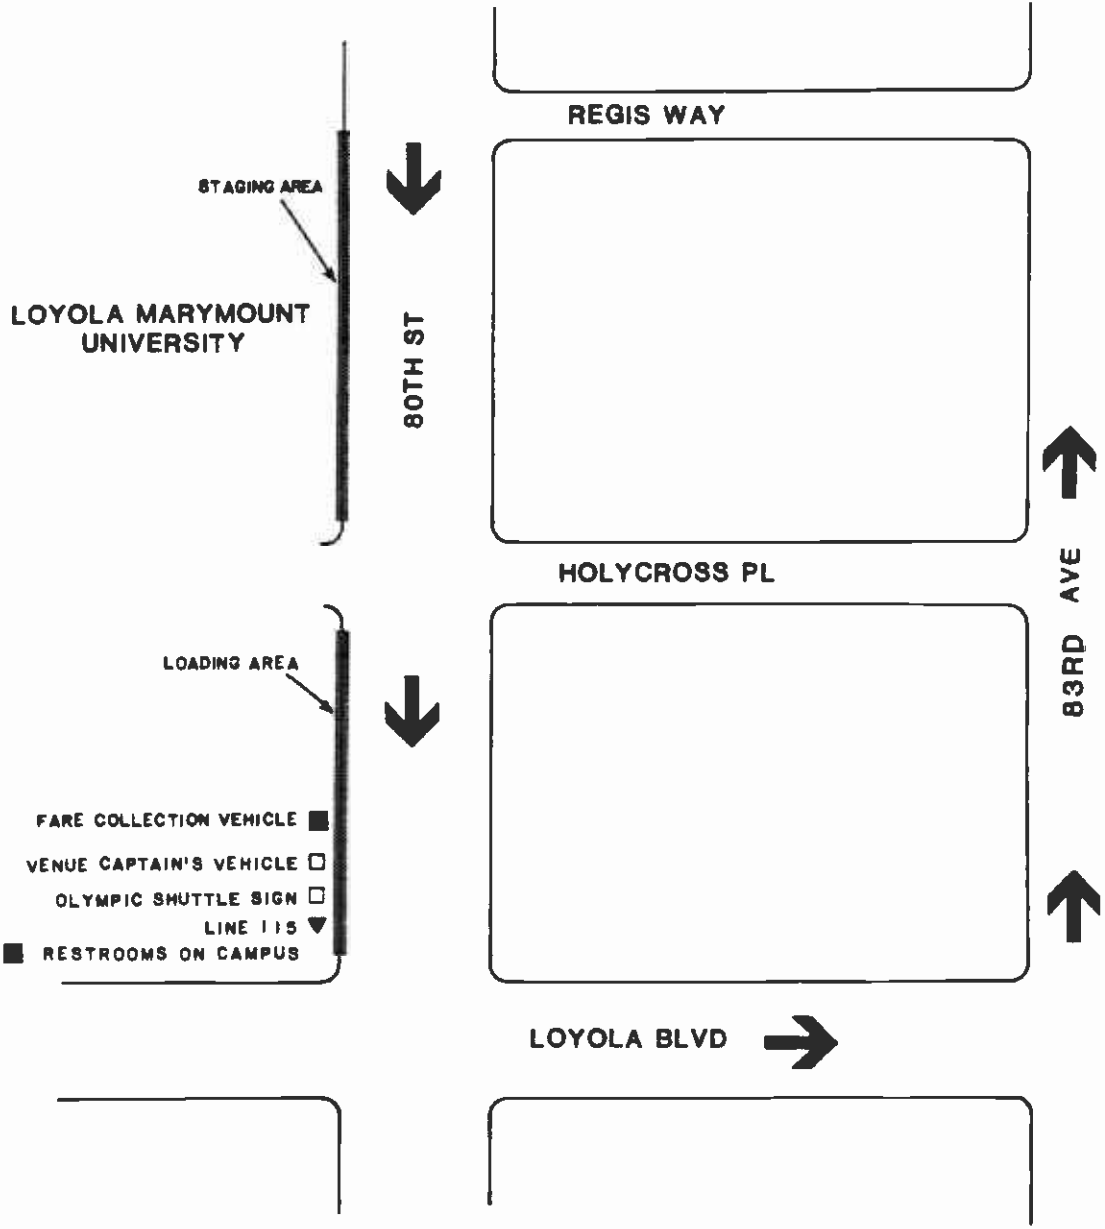 REGIS WAY
STAGING AREA
LOYOLA MARYMOUNT
UNIVERSITY
80TH ST
HOLYCROSS PL
83RD AVE
LOADING AREA
FARE COLLECTION VEHICLE
VENUE CAPTAIN'S VEHICLE
OLYMPIC SHUTTLE SIGN
LINE 115
RESTROOMS ON CAMPUS
LOYOLA BLVD